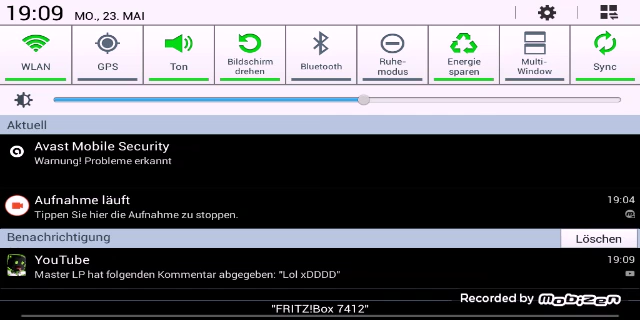 19:09 MO., 23. MAI
WLAN
GPS
Ton
Bildschirm
drehen
Bluetooth
Ruhe-
modus
Energie
sparen
Multi-
Window
Sync
Aktuell
Avast Mobile Security
Warnung! Probleme erkannt
Aufnahme läuft 19:04
Tippen Sie hier die Aufnahme zu stoppen.
Benachrichtigung Löschen
YouTube 19:09
Master LP hat folgenden Kommentar abgegeben: "Lol xDDDD"
Recorded by Mobizen
"FRITZ!Box 7412"